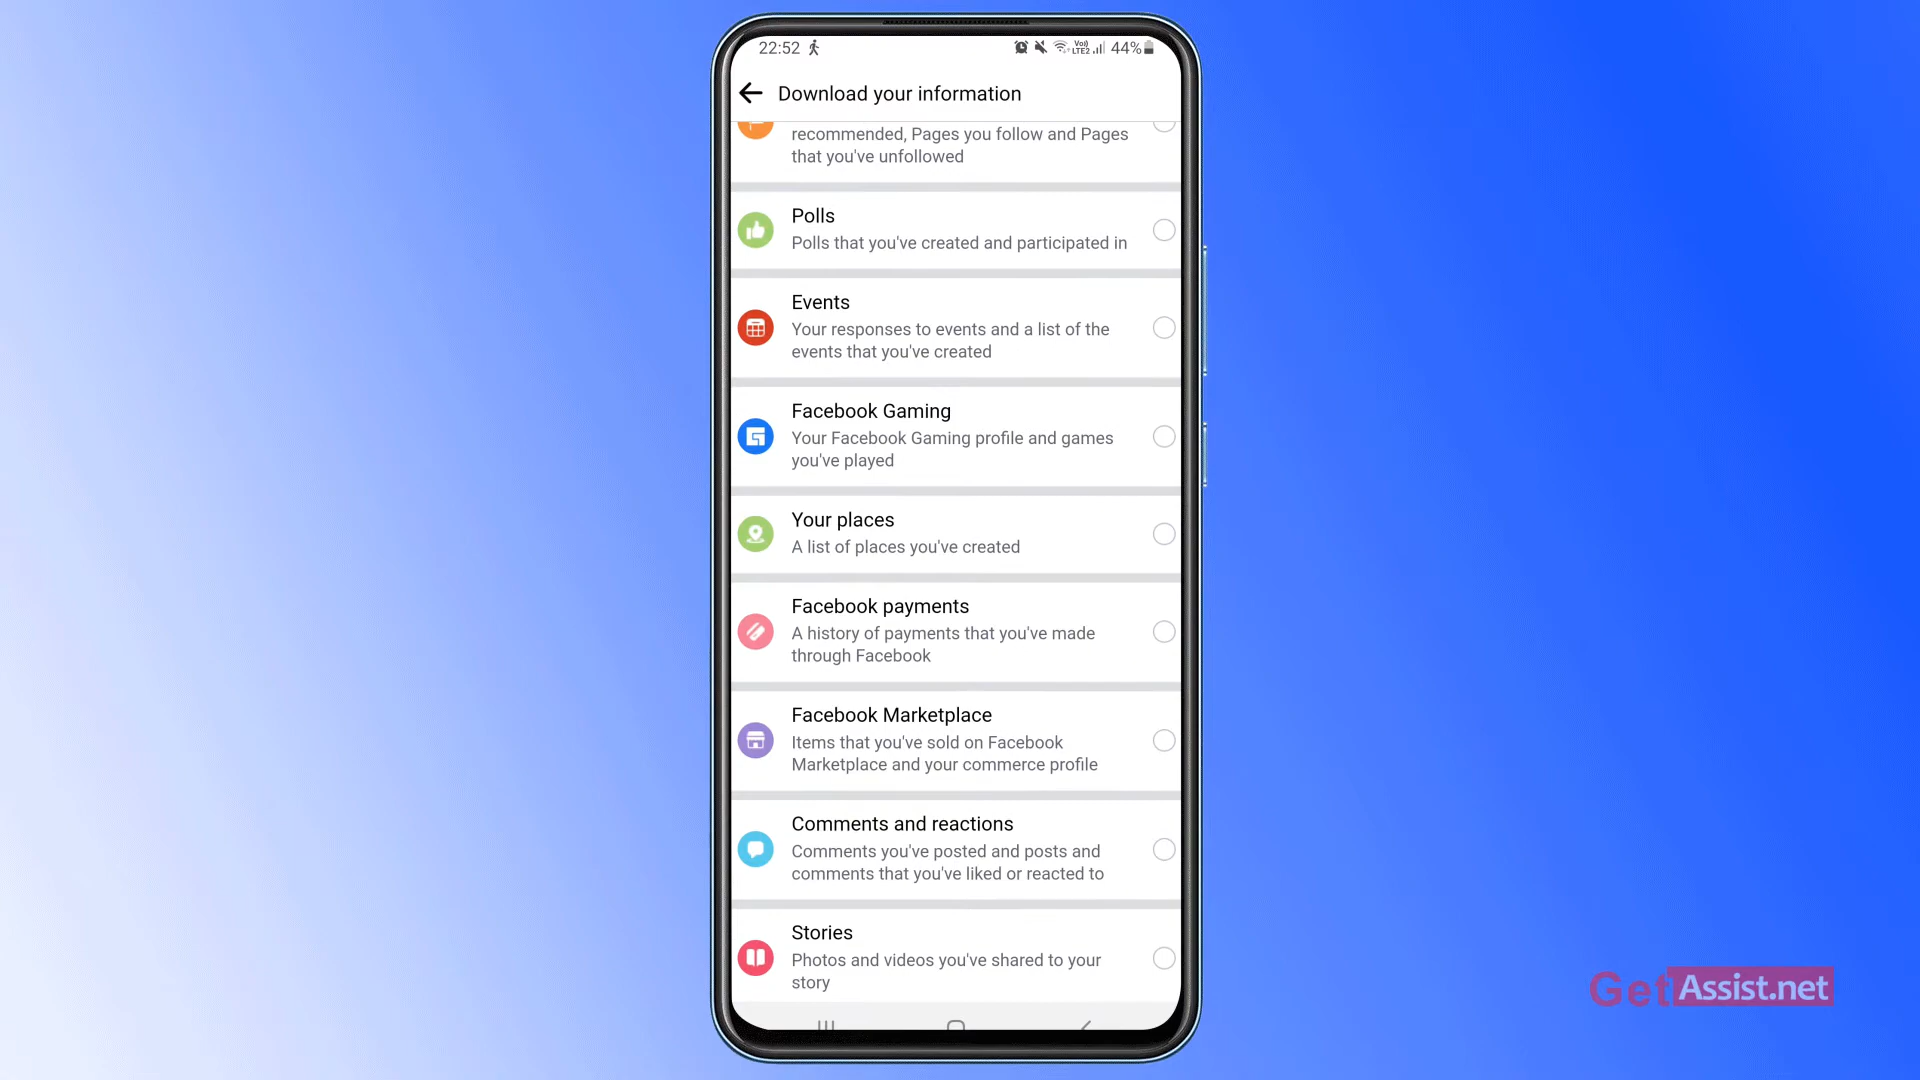 22:52 44%
Vo)) LTE2
Download your information
recommended, Pages you follow and Pages
that you've unfollowed
Polls
Polls that you've created and participated in
Events
Your responses to events and a list of the
events that you've created
Facebook Gaming
Your Facebook Gaming profile and games
you've played
Your places
A list of places you've created
Facebook payments
A history of payments that you've made
through Facebook
Facebook Marketplace
Items that you've sold on Facebook
Marketplace and your commerce profile
Comments and reactions
Comments you've posted and posts and
comments that you've liked or reacted to
Stories
Photos and videos you've shared to your
story
GetAssist.net